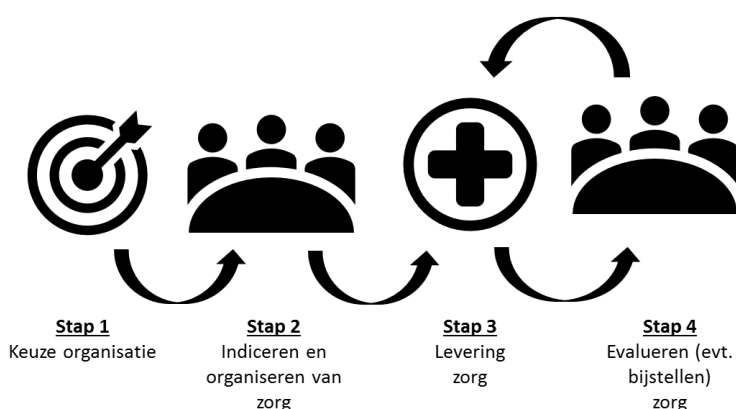 Stap 1
Keuze organisatie
Stap 2
Indiceren en
organiseren van
zorg
Stap 3
Levering
zorg
Stap 4
Evalueren (evt.
bijstellen)
zorg